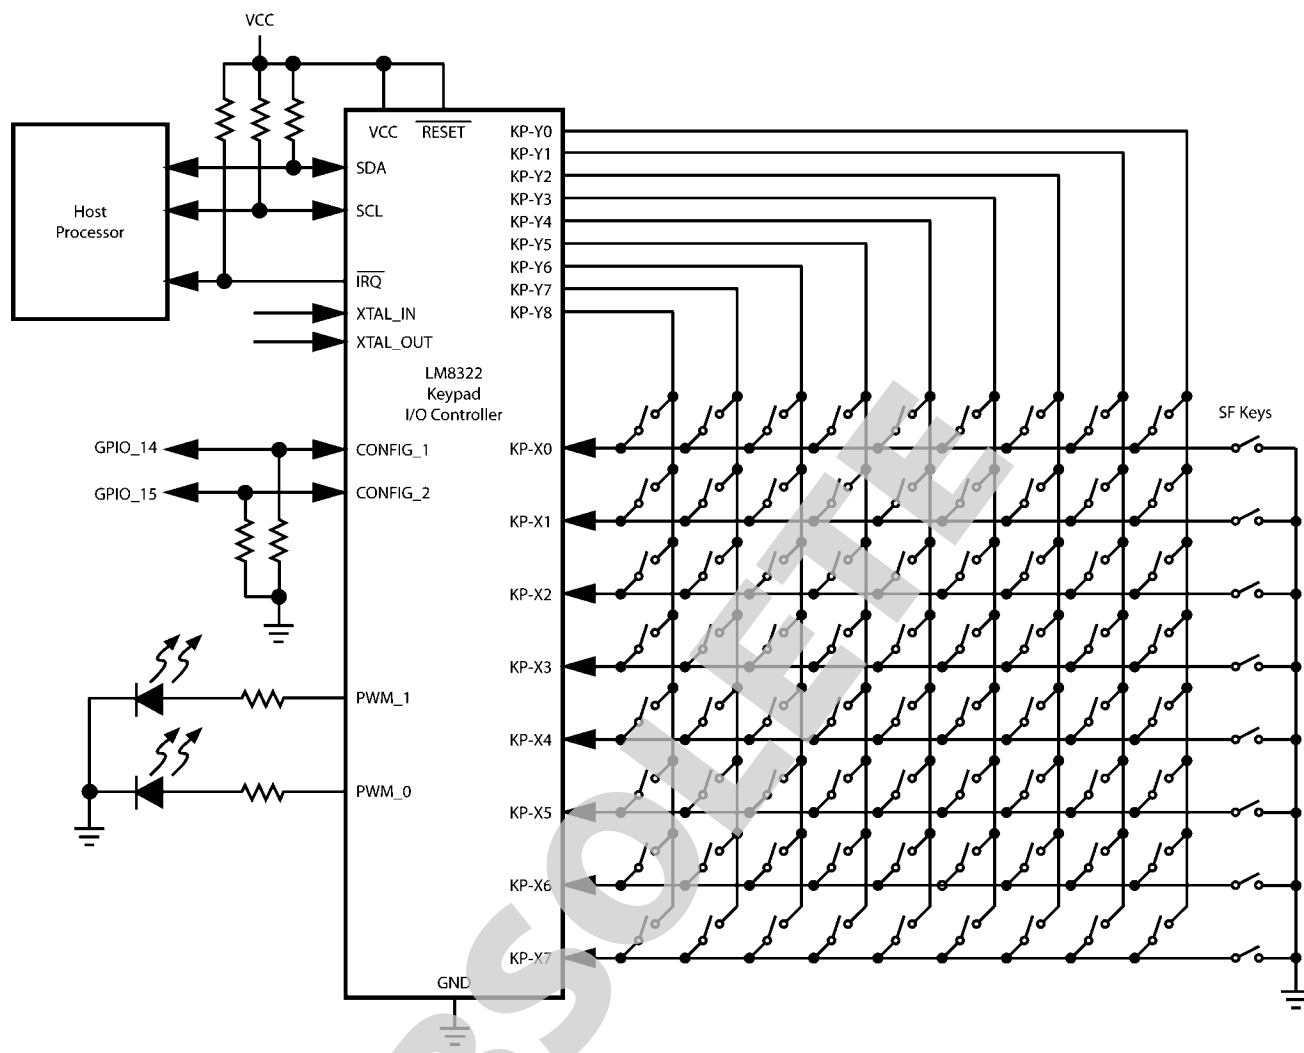 VCC
VCC
RESET
Host
Processor
SDA
SCL
IRQ
XTAL_IN
XTAL_OUT
LM8322
Keypad
I/O Controller
GPIO_14
CONFIG_1
GPIO_15
CONFIG_2
PWM_1
PWM_0
GND
KP-Y0
KP-Y1
KP-Y2
KP-Y3
KP-Y4
KP-Y5
KP-Y6
KP-Y7
KP-Y8
SF Keys
KP-X0
KP-X1
KP-X2
KP-X3
KP-X4
KP-X5
KP-X6
KP-X7
OBSOLETE